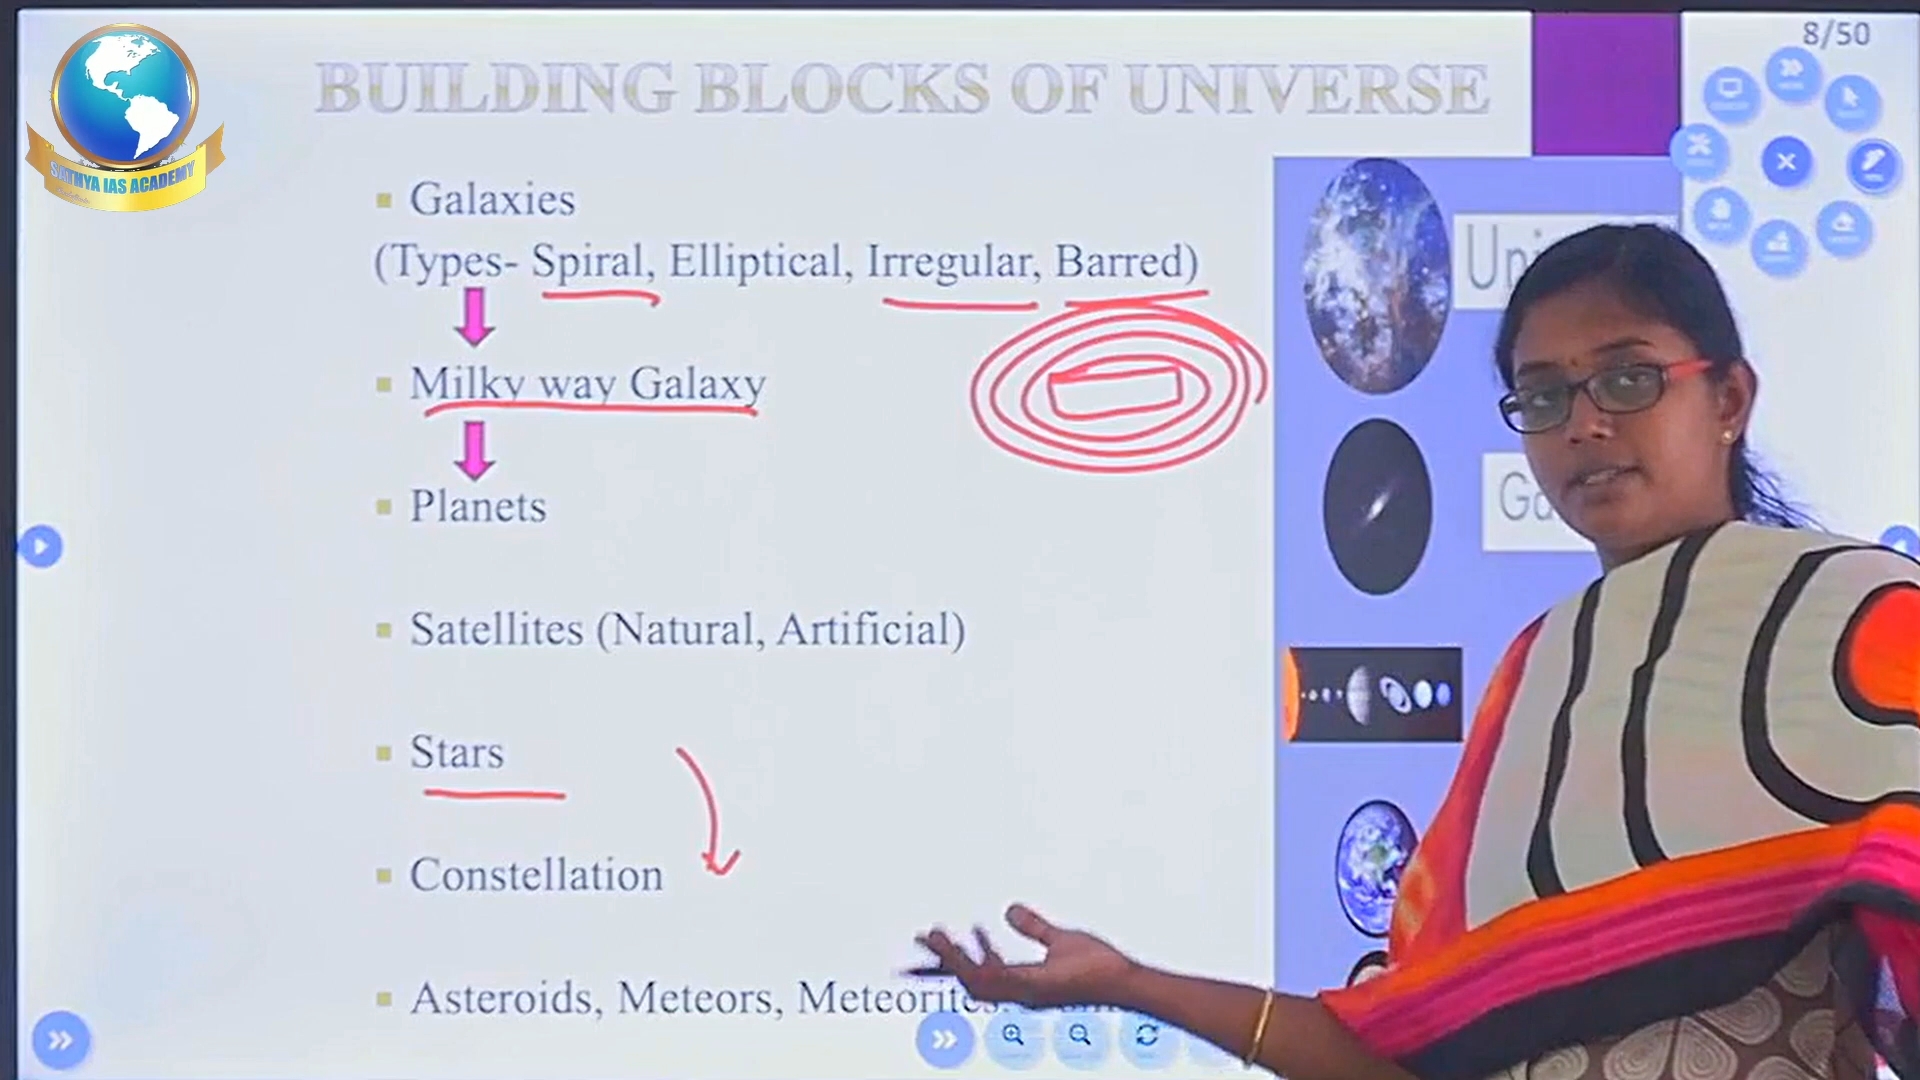 8/50
SATHYA IAS ACADEMY
BUILDING BLOCKS OF UNIVERSE
Galaxies
(Types- Spiral, Elliptical, Irregular, Barred)
Milky way Galaxy
Planets
Satellites (Natural, Artificial)
Stars
Constellation
Asteroids, Meteors, Meteorites,